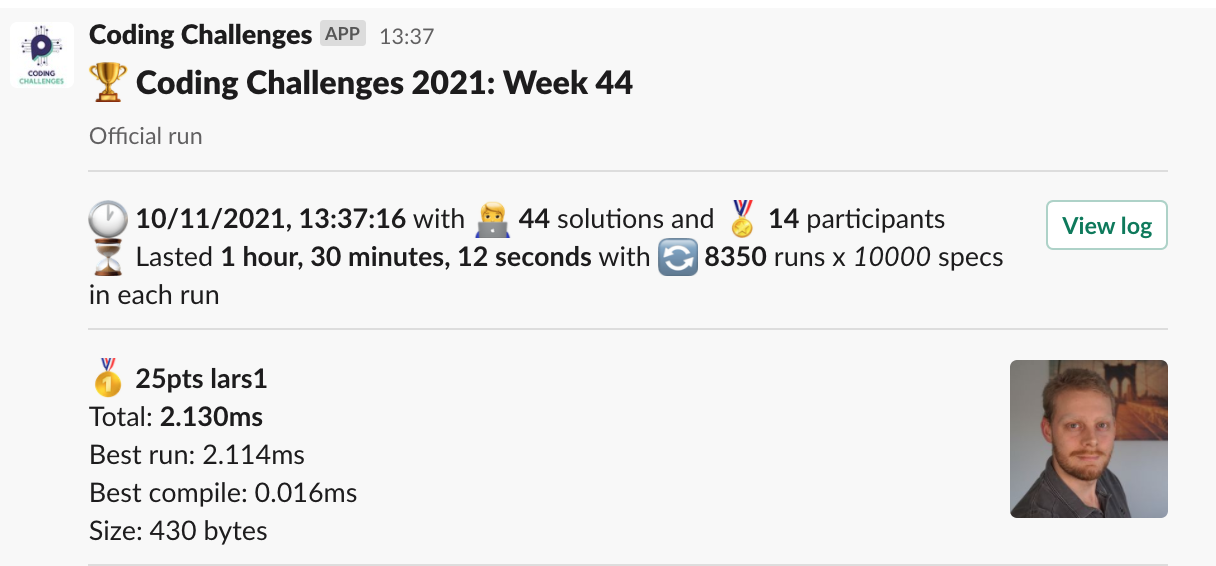 Coding Challenges APP 13:37
CODING
CHALLENGES
Coding Challenges 2021: Week 44
Official run
10/11/2021, 13:37:16 with 44 solutions and 14 participants
View log
Lasted 1 hour, 30 minutes, 12 seconds with 8350 runs x 10000 specs
in each run
1 25pts lars1
Total: 2.130ms
Best run: 2.114ms
Best compile: 0.016ms
Size: 430 bytes